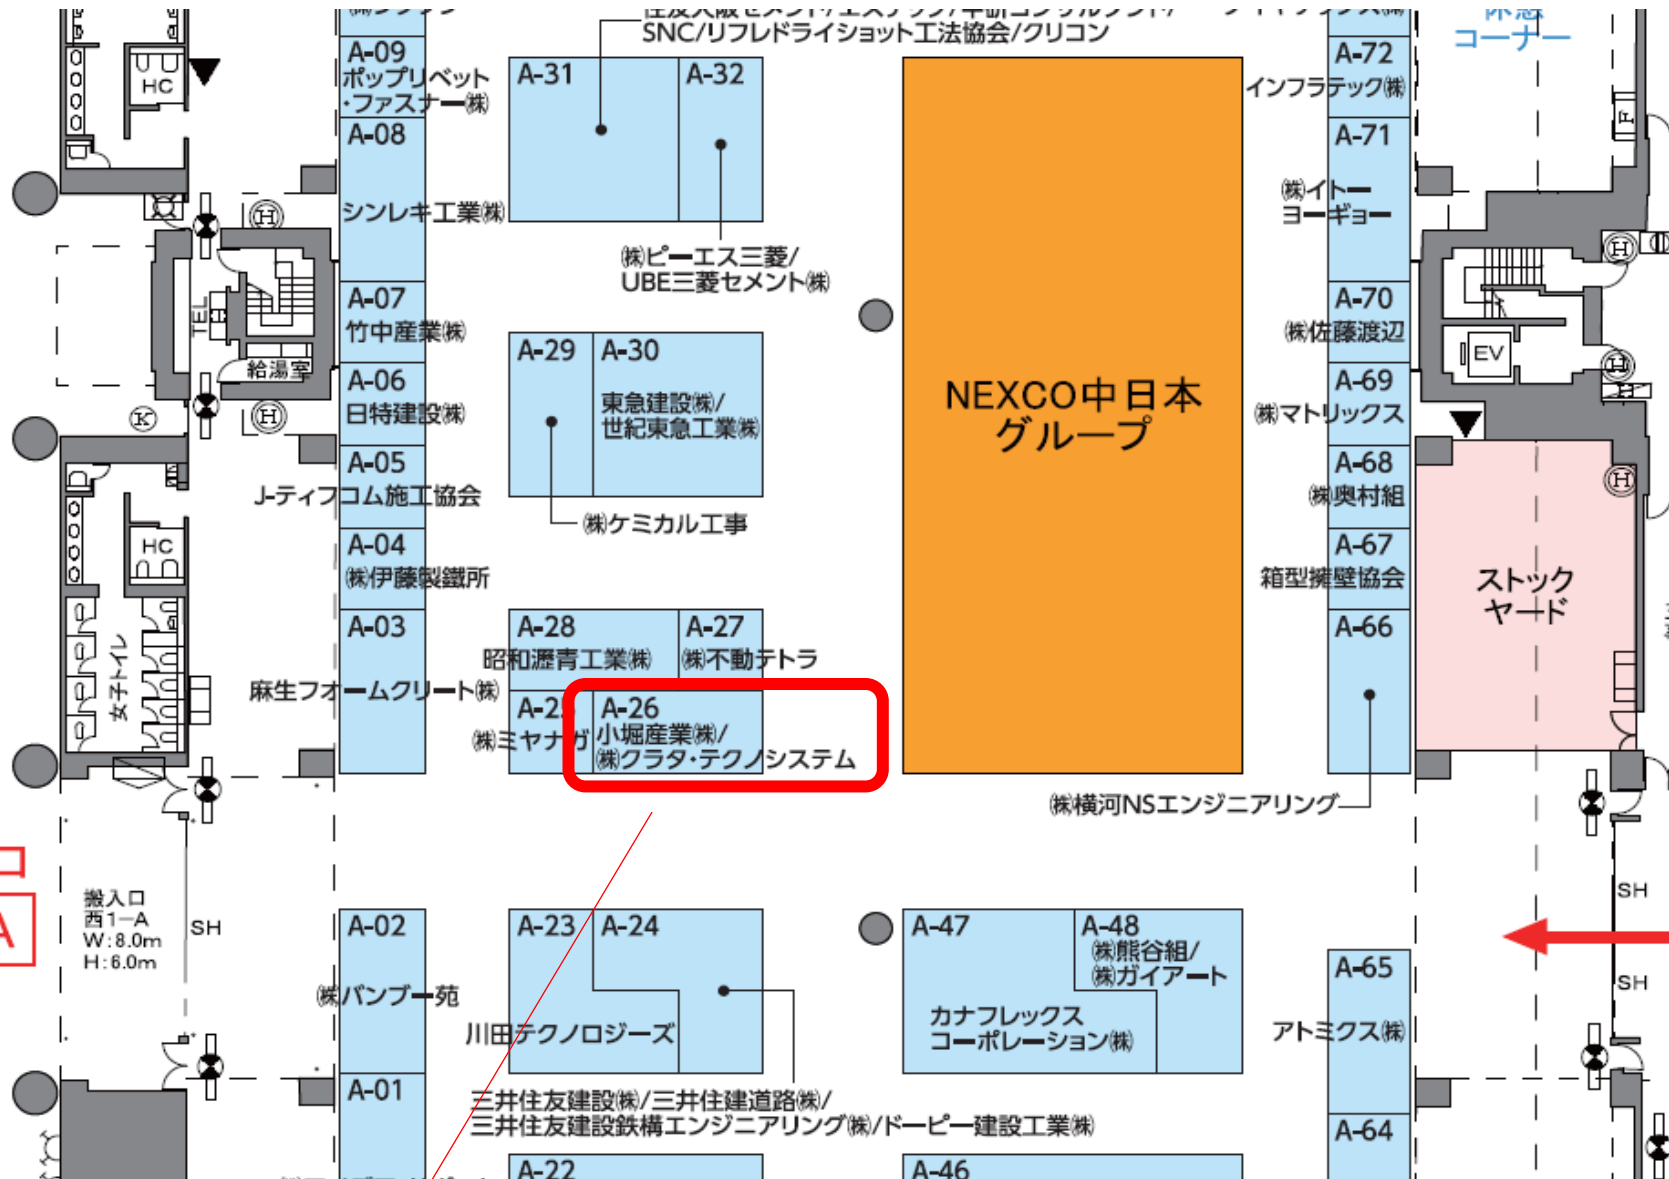 SNC/リフレドライショット工法協会/クリコン
コーナー
HC
A-09
ポップリベット
・ファスナー㈱
A-08
シンレキ工業㈱
A-07
竹中産業㈱
A-06
日特建設㈱
A-05
J-ティフコム施工協会
A-04
㈱伊藤製鐵所
A-03
麻生フォームクリート㈱
A-02
㈱バンブー苑
A-01
A-31
A-32
㈱ピーエス三菱/
UBE三菱セメント㈱
A-29
A-30
東急建設㈱/
世紀東急工業㈱
㈱ケミカル工事
A-28
昭和瀝青工業㈱
A-27
㈱不動テトラ
A-25
㈱ミヤナガ
A-26
小堀産業㈱/
㈱クラタ・テクノシステム
A-23
川田テクノロジーズ
A-24
三井住友建設㈱/三井住建道路㈱/
三井住友建設鉄構エンジニアリング㈱/ドーピー建設工業㈱
A-22
NEXCO中日本
グループ
A-47
カナフレックス
コーポレーション㈱
A-48
㈱熊谷組/
㈱ガイアート
A-46
A-72
インフラテック㈱
A-71
㈱イトー
ヨーギョー
A-70
㈱佐藤渡辺
A-69
㈱マトリックス
A-68
㈱奥村組
A-67
箱型擁壁協会
A-66
㈱横河NSエンジニアリング
A-65
アトミクス㈱
A-64
ストック
ヤード
EV
H
H
H
H
H
K
TEL
給湯室
HC
女子トイレ
搬入口
西1−A
W:8.0m
H:6.0m
SH
SH
SH
口
A